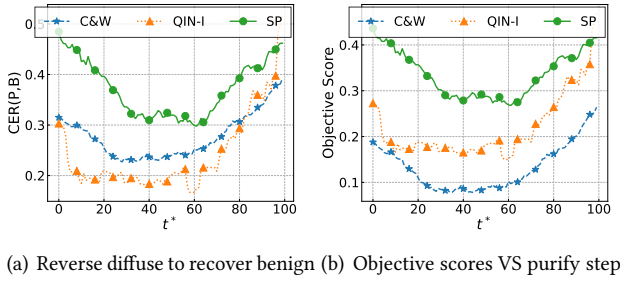 C&W QIN-I SP
CER(P,B)
0.5
0.4
0.3
0.2
0 20 40 60 80 100
t*
C&W QIN-I SP
Objective Score
0.4
0.3
0.2
0.1
0 20 40 60 80 100
t*
(a) Reverse diffuse to recover benign (b) Objective scores VS purify step